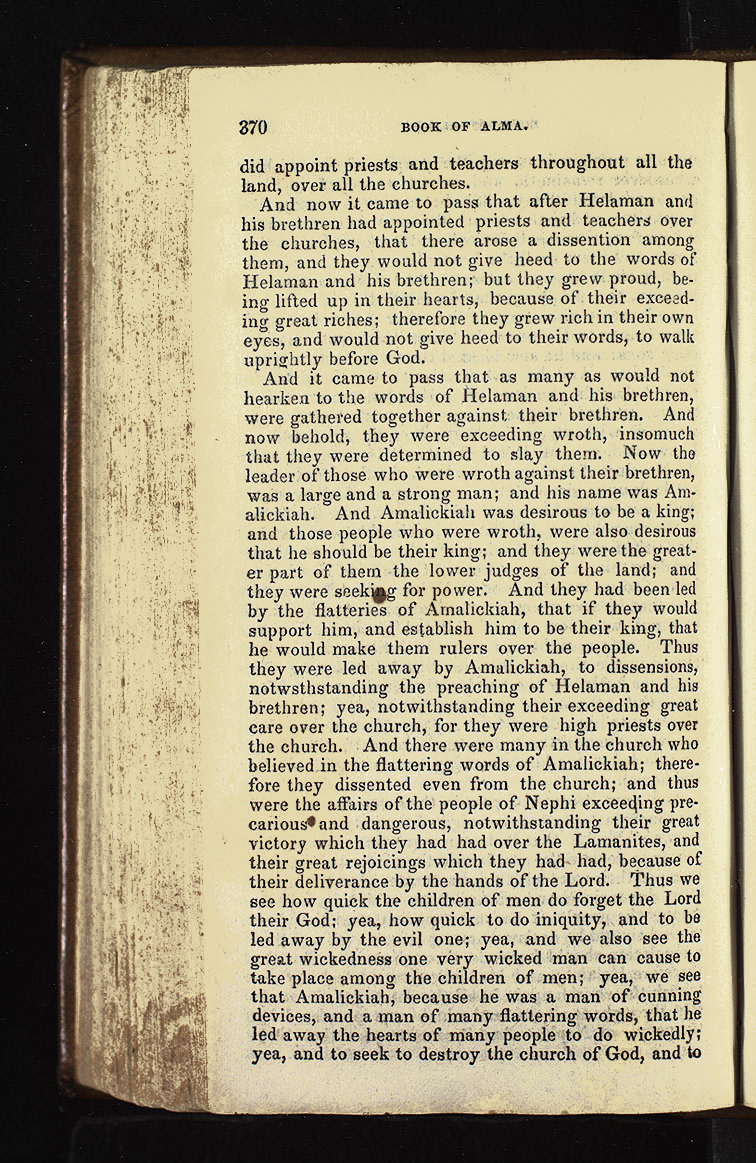 370 BOOK OF ALMA.
did appoint priests and teachers throughout all the
land, over all the churches.
And now it came to pass that after Helaman and
his brethren had appointed priests and teachers over
the churches, that there arose a dissention among
them, and they would not give heed to the words of
Helaman and his brethren; but they grew proud, be-
ing lifted up in their hearts, because of their exceed-
ing great riches; therefore they grew rich in their own
eyes, and would not give heed to their words, to walk
uprightly before God.
And it came to pass that as many as would not
hearken to the words of Helaman and his brethren,
were gathered together against their brethren. And
now behold, they were exceeding wroth, insomuch
that they were determined to slay them. Now the
leader of those who were wroth against their brethren,
was a large and a strong man; and his name was Am-
alickiah. And Amalickiah was desirous to be a king;
and those people who were wroth, were also desirous
that he should be their king; and they were the great-
er part of them the lower judges of the land; and
they were seeking for power. And they had been led
by the flatteries of Amalickiah, that if they would
support him, and establish him to be their king, that
he would make them rulers over the people. Thus
they were led away by Amalickiah, to dissensions,
notwsthstanding the preaching of Helaman and his
brethren; yea, notwithstanding their exceeding great
care over the church, for they were high priests over
the church. And there were many in the church who
believed in the flattering words of Amalickiah; there-
fore they dissented even from the church; and thus
were the affairs of the people of Nephi exceeding pre-
carious and dangerous, notwithstanding their great
victory which they had had over the Lamanites, and
their great rejoicings which they had had, because of
their deliverance by the hands of the Lord. Thus we
see how quick the children of men do forget the Lord
their God; yea, how quick to do iniquity, and to be
led away by the evil one; yea, and we also see the
great wickedness one very wicked man can cause to
take place among the children of men; yea, we see
that Amalickiah, because he was a man of cunning
devices, and a man of many flattering words, that he
led away the hearts of many people to do wickedly;
yea, and to seek to destroy the church of God, and to